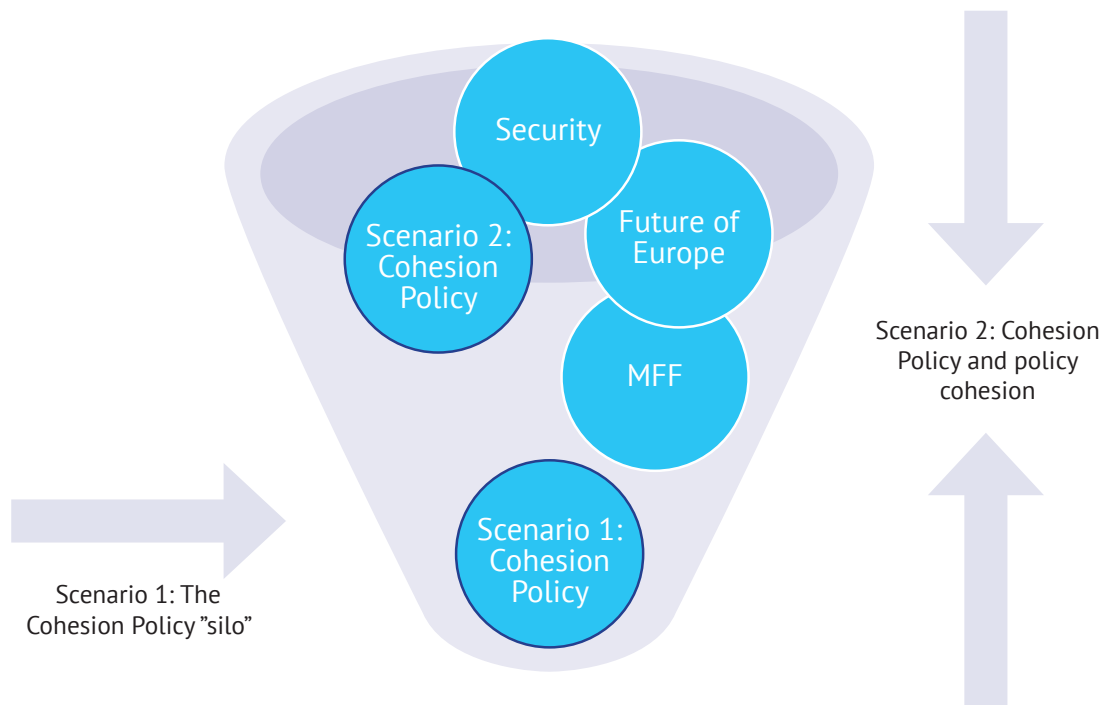 Security
Scenario 2:
Cohesion
Policy
Future of
Europe
MFF
Scenario 2: Cohesion
Policy and policy
cohesion
Scenario 1:
Cohesion
Policy
Scenario 1: The
Cohesion Policy ”silo”